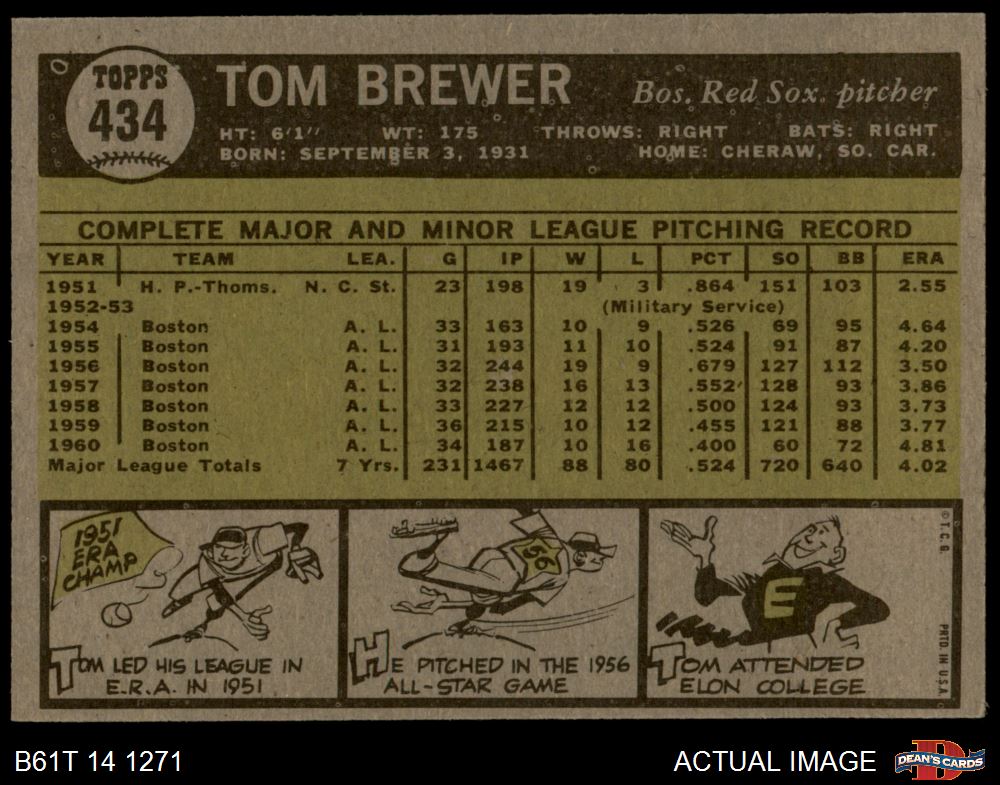 TOPPS
434
TOM BREWER Bos. Red Sox. pitcher
HT: 6'1" WT: 175 THROWS: RIGHT BATS: RIGHT
BORN: SEPTEMBER 3, 1931 HOME: CHERAW, SO. CAR.
COMPLETE MAJOR AND MINOR LEAGUE PITCHING RECORD
YEAR TEAM LEA. G IP W L PCT SO BB ERA
1951 H. P.-Thoms. N. C. St. 23 198 19 3 .864 151 103 2.55
1952-53 (Military Service)
1954 Boston A. L. 33 163 10 9 .526 69 95 4.64
1955 Boston A. L. 31 193 11 10 .524 91 87 4.20
1956 Boston A. L. 32 244 19 9 .679 127 112 3.50
1957 Boston A. L. 32 238 16 13 .552 128 93 3.86
1958 Boston A. L. 33 227 12 12 .500 124 93 3.73
1959 Boston A. L. 36 215 10 12 .455 121 88 3.77
1960 Boston A. L. 34 187 10 16 .400 60 72 4.81
Major League Totals 7 Yrs. 231 1467 88 80 .524 720 640 4.02
1951
ERA
CHAMP
TOM LED HIS LEAGUE IN
E.R.A. IN 1951
56
HE PITCHED IN THE 1956
ALL-STAR GAME
E
TOM ATTENDED
ELON COLLEGE
© T. C. G.
PRTD. IN U.S.A.
B61T 14 1271 ACTUAL IMAGE
DEAN'S CARDS